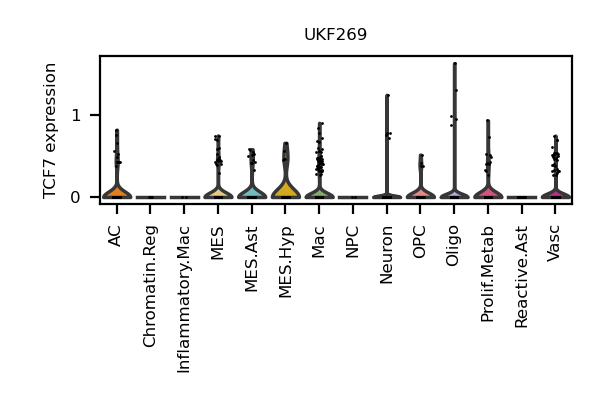 UKF269
TCF7 expression
1
0
AC
Chromatin.Reg
Inflammatory.Mac
MES
MES.Ast
MES.Hyp
Mac
NPC
Neuron
OPC
Oligo
Prolif.Metab
Reactive.Ast
Vasc